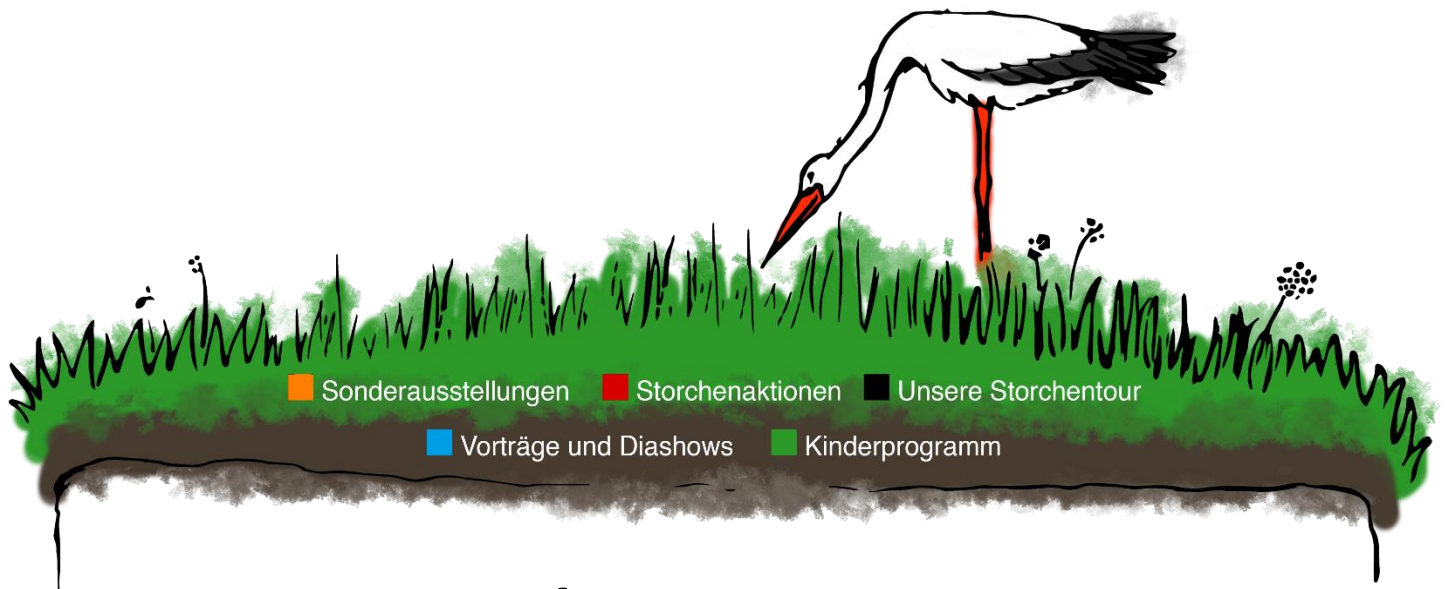 Sonderausstellungen Storchenaktionen Unsere Storchentour
Vorträge und Diashows Kinderprogramm